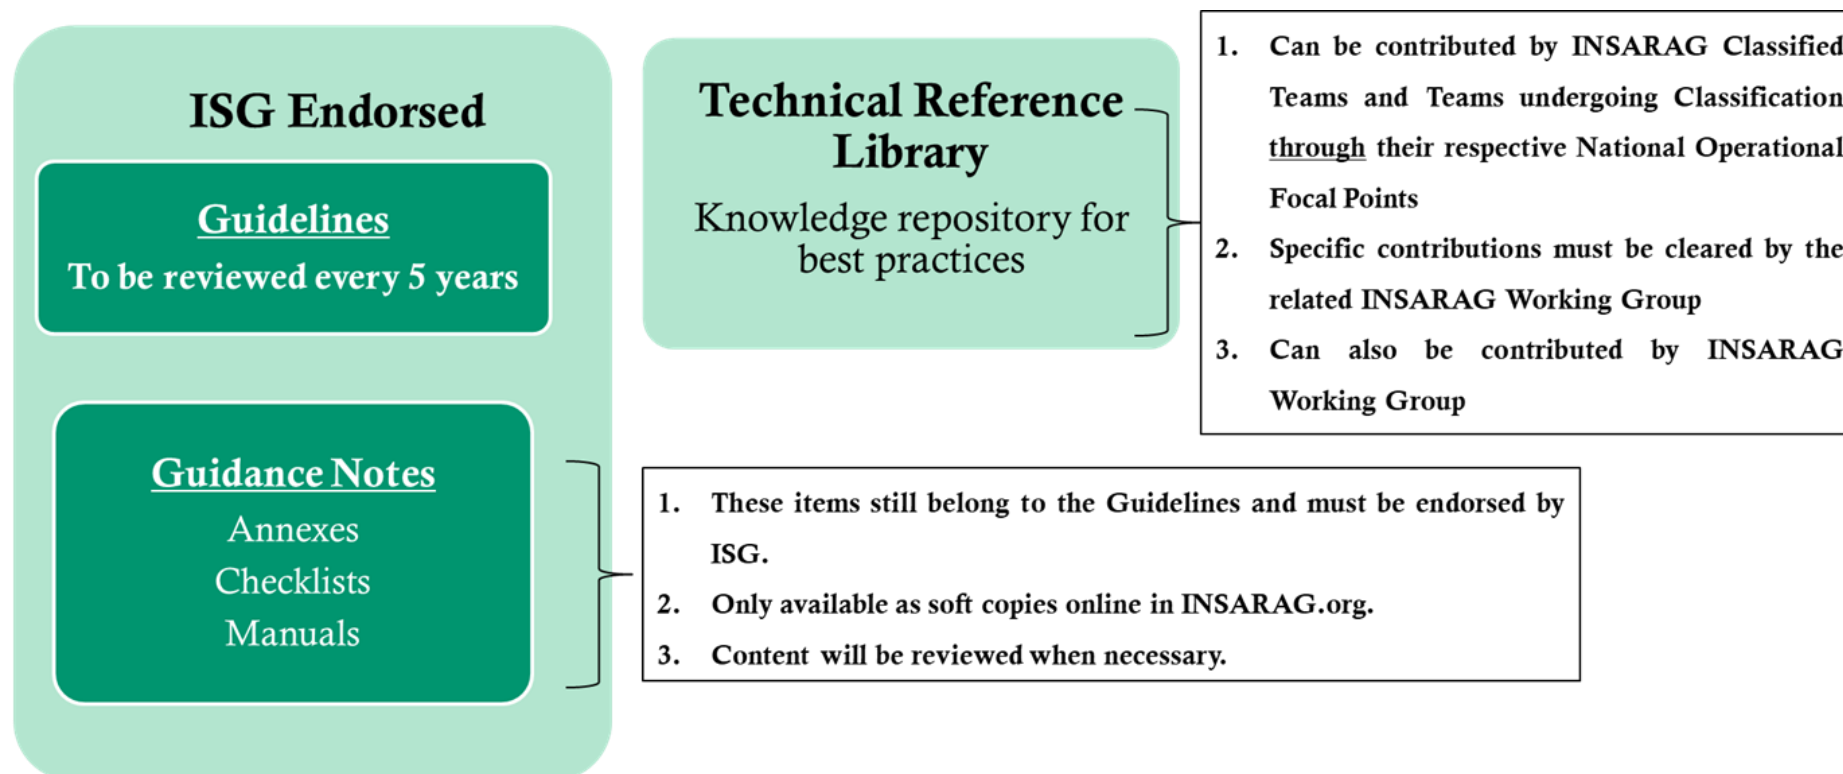 ISG Endorsed
Guidelines
To be reviewed every 5 years
Guidance Notes
Annexes
Checklists
Manuals
Technical Reference
Library
Knowledge repository for
best practices
1. Can be contributed by INSARAG Classified
Teams and Teams undergoing Classification
through their respective National Operational
Focal Points
2. Specific contributions must be cleared by the
related INSARAG Working Group
3. Can also be contributed by INSARAG
Working Group
1. These items still belong to the Guidelines and must be endorsed by
ISG.
2. Only available as soft copies online in INSARAG.org.
3. Content will be reviewed when necessary.